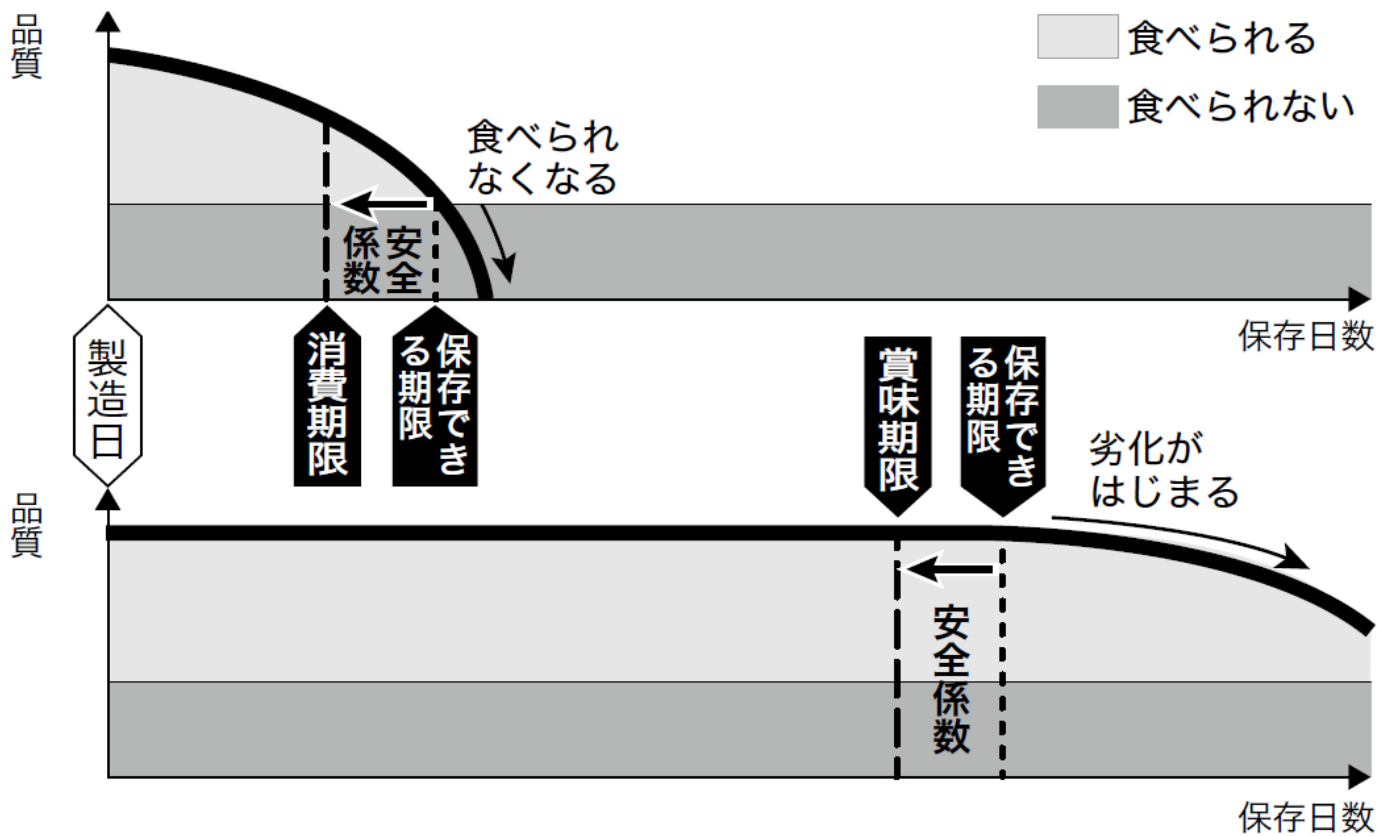 品質
食べられる
食べられない
食べられ
なくなる
安全
係数
保存日数
製造日
消費期限
保存でき
る期限
賞味期限
保存でき
る期限
劣化が
はじまる
品質
安全係数
保存日数